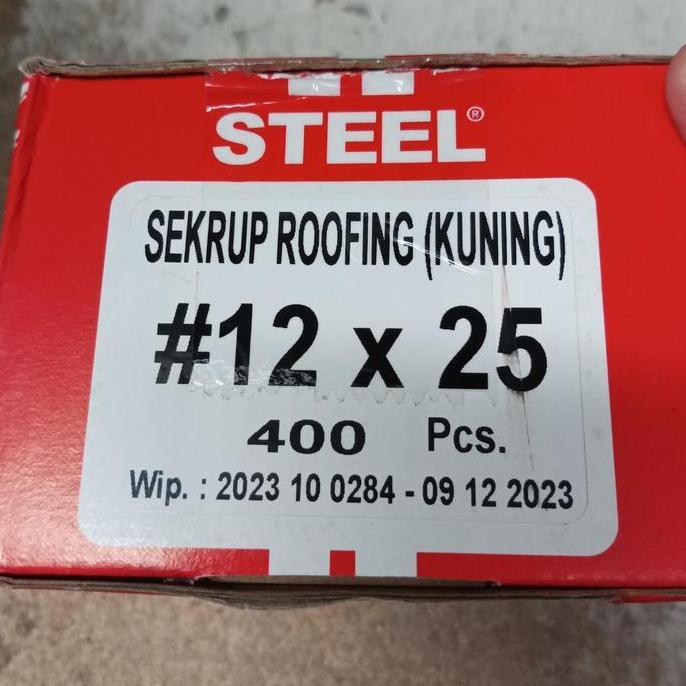 STEEL®
SEKRUP ROOFING (KUNING)
#12 x 25
400 Pcs.
Wip. : 2023 10 0284 - 09 12 2023